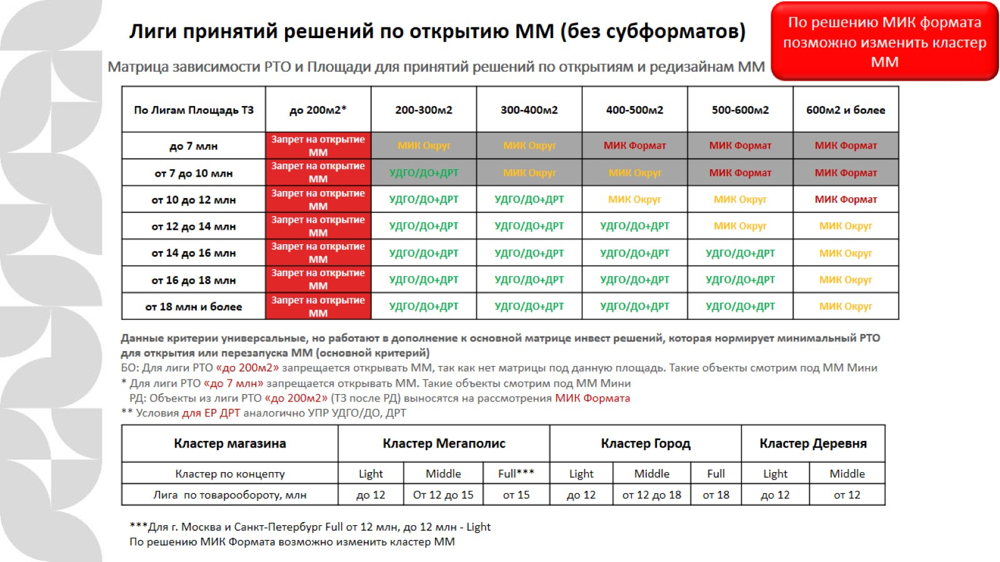 Лиги принятий решений по открытию ММ (без субформатов)
По решению МИК формата
позможно изменить кластер
ММ
Матрица зависимости РТО и Площади для принятий решений по открытиям и редизайнам ММ
По Лигам Площадь ТЗ до 200м2* 200-300м2 300-400м2 400-500м2 500-600м2 600м2 и более
до 7 млн Запрет на открытие ММ МИК Округ МИК Округ МИК Формат МИК Формат МИК Формат
от 7 до 10 млн Запрет на открытие ММ УДГО/ДО+ДРТ МИК Округ МИК Округ МИК Формат МИК Формат
от 10 до 12 млн Запрет на открытие ММ УДГО/ДО+ДРТ УДГО/ДО+ДРТ МИК Округ МИК Округ МИК Формат
от 12 до 14 млн Запрет на открытие ММ УДГО/ДО+ДРТ УДГО/ДО+ДРТ УДГО/ДО+ДРТ МИК Округ МИК Округ
от 14 до 16 млн Запрет на открытие ММ УДГО/ДО+ДРТ УДГО/ДО+ДРТ УДГО/ДО+ДРТ УДГО/ДО+ДРТ МИК Округ
от 16 до 18 млн Запрет на открытие ММ УДГО/ДО+ДРТ УДГО/ДО+ДРТ УДГО/ДО+ДРТ УДГО/ДО+ДРТ МИК Округ
от 18 млн и более Запрет на открытие ММ УДГО/ДО+ДРТ УДГО/ДО+ДРТ УДГО/ДО+ДРТ УДГО/ДО+ДРТ МИК Округ
Данные критерии универсальные, но работают в дополнение к основной матрице инвест решений, которая нормирует минимальный РТО
для открытия или перезапуска ММ (основной критерий)
БО: Для лиги РТО «до 200м2» запрещается открывать ММ, так как нет матрицы под данную площадь. Такие объекты смотрим под ММ Мини
* Для лиги РТО «до 7 млн» запрещается открывать ММ. Такие объекты смотрим под ММ Мини
РД: Объекты из лиги РТО «до 200м2» (ТЗ после РД) выносятся на рассмотрения МИК Формата
** Условия для ЕР ДРТ аналогично УПР УДГО/ДО, ДРТ
Кластер магазина Кластер Мегаполис Кластер Город Кластер Деревня
Кластер по концепту Light Middle Full*** Light Middle Full Light Middle
Лига по товарообороту, млн до 12 От 12 до 15 от 15 до 12 от 12 до 18 от 18 до 12 от 12
***Для г. Москва и Санкт-Петербург Full от 12 млн, до 12 млн - Light
По решению МИК Формата возможно изменить кластер ММ